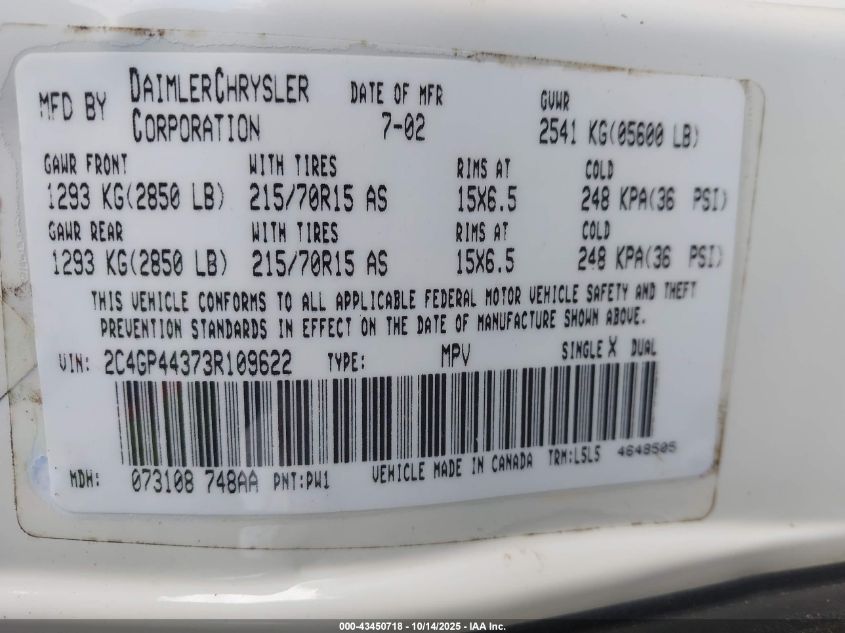 MFD BY DAIMLERCHRYSLER CORPORATION DATE OF MFR 7-02 GVWR 2541 KG(05600 LB)
GAWR FRONT WITH TIRES RIMS AT COLD
1293 KG(2850 LB) 215/70R15 AS 15X6.5 248 KPA(36 PSI)
GAWR REAR WITH TIRES RIMS AT COLD
1293 KG(2850 LB) 215/70R15 AS 15X6.5 248 KPA(36 PSI)
THIS VEHICLE CONFORMS TO ALL APPLICABLE FEDERAL MOTOR VEHICLE SAFETY AND THEFT
PREVENTION STANDARDS IN EFFECT ON THE DATE OF MANUFACTURE SHOWN ABOVE.
VIN: 2C4GP44373R109622 TYPE: MPV SINGLE X DUAL
MDH: 073108 748AA PNT:PW1 VEHICLE MADE IN CANADA TRM:L5L5 4648505
000-43450718 - 10/14/2025 - IAA Inc.